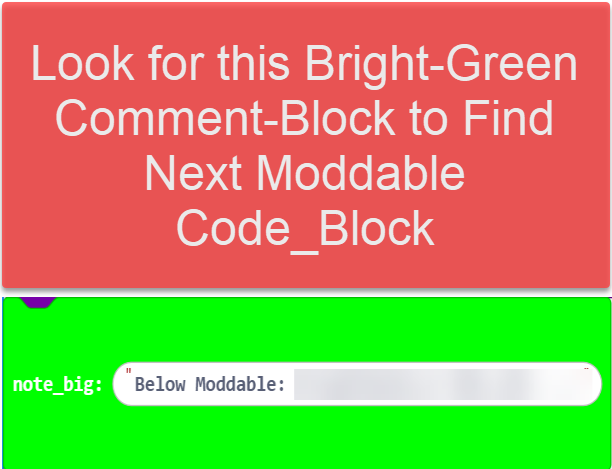 Look for this Bright-Green
Comment-Block to Find
Next Moddable
Code_Block
note_big: "Below Moddable: "